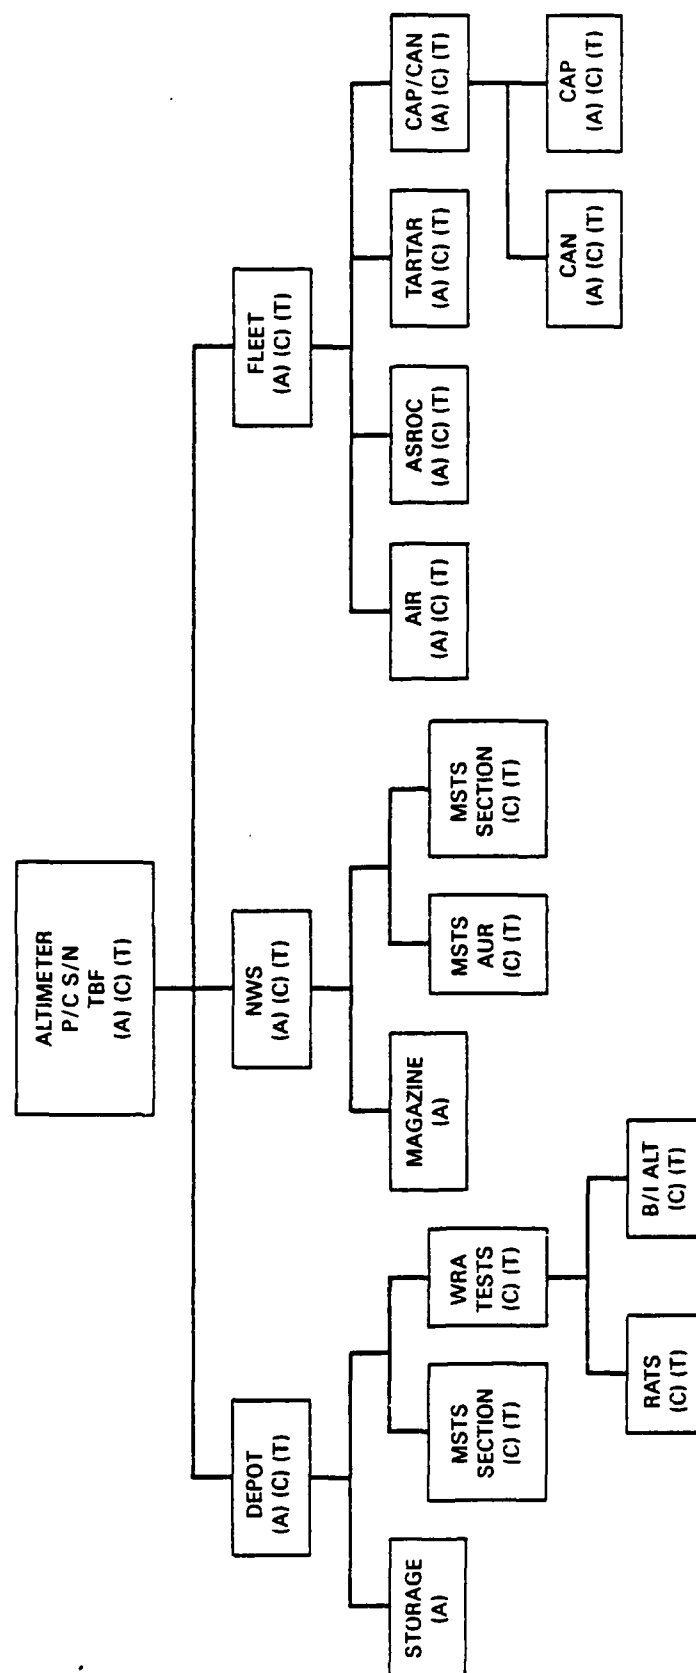 ALTIMETER
P/C S/N
TBF
(A) (C) (T)
DEPOT
(A) (C) (T)
NWS
(A) (C) (T)
FLEET
(A) (C) (T)
STORAGE
(A)
MSTS
SECTION
(C) (T)
WRA
TESTS
(C) (T)
RATS
(C) (T)
B/I ALT
(C) (T)
MAGAZINE
(A)
MSTS
AUR
(C) (T)
MSTS
SECTION
(C) (T)
AIR
(A) (C) (T)
ASROC
(A) (C) (T)
TARTAR
(A) (C) (T)
CAP/CAN
(A) (C) (T)
CAN
(A) (C) (T)
CAP
(A) (C) (T)